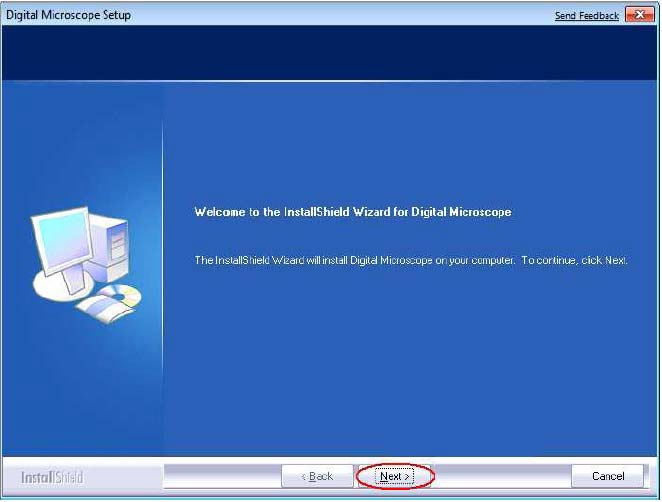 Digital Microscope Setup
Send Feedback
Welcome to the InstallShield Wizard for Digital Microscope
The InstallShield Wizard will install Digital Microscope on your computer. To continue, click Next.
InstallShield
< Back
Next >
Cancel